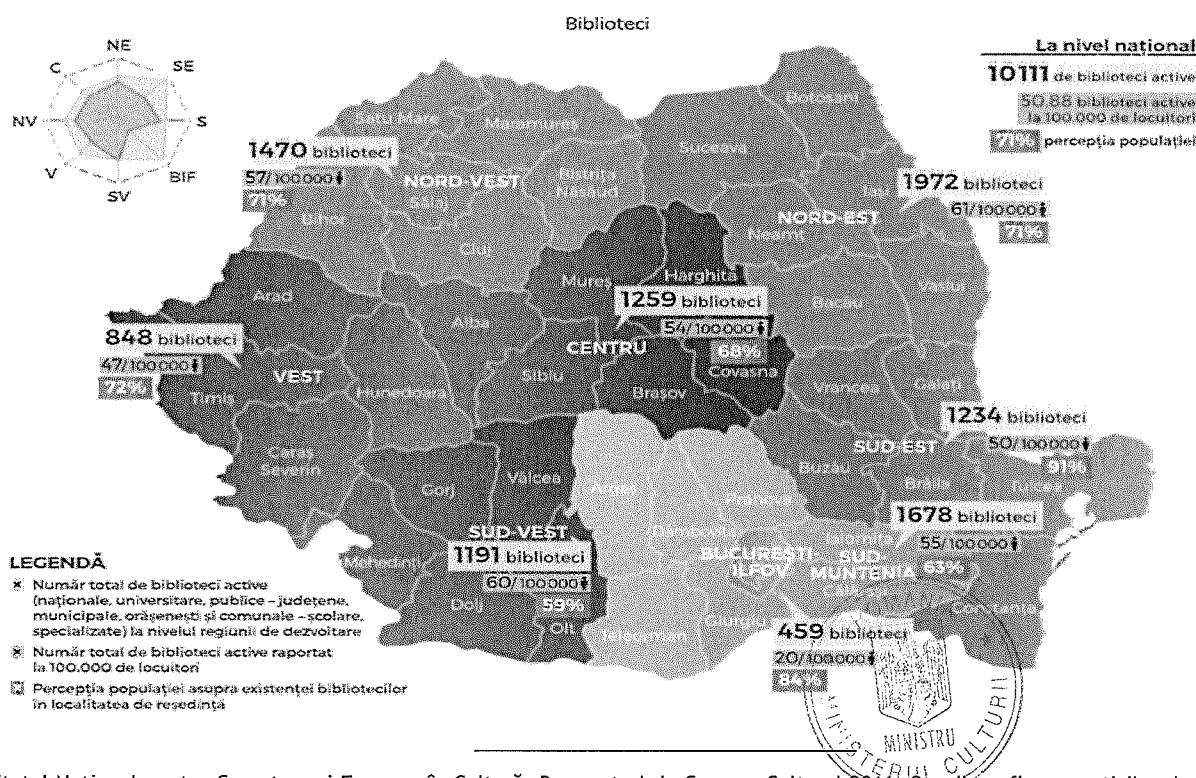 Biblioteci
NE
SE
S
BIF
SV
V
NV
C
La nivel național
10111 de biblioteci active
50,88 biblioteci active
la 100.000 de locuitori
71% percepția populației
1470 biblioteci
57/100000
71%
NORD-VEST
Satu Mare
Maramureș
Bistrița
Năsăud
Sălaj
Cluj
1972 biblioteci
61/100000
71%
NORD-EST
Botoșani
Suceava
Iași
Neamț
Bacău
Vaslui
1259 biblioteci
54/100000
68%
CENTRU
Mureș
Harghita
Alba
Sibiu
Brașov
Covasna
848 biblioteci
47/100000
72%
VEST
Arad
Timiș
Hunedoara
Caraș
Severin
1234 biblioteci
50/100000
91%
SUD-EST
Vrancea
Galați
Buzău
Brăila
Tulcea
Constanța
1678 biblioteci
55/100000
63%
SUD-
MUNTENIA
Argeș
Prahova
Dâmbovița
Ialomița
Giurgiu
Teleorman
BUCUREȘTI
ILFOV
459 biblioteci
20/100000
84%
SUD-VEST
1191 biblioteci
60/100000
59%
Vâlcea
Gorj
Mehedinți
Dolj
Olt
LEGENDĂ
Număr total de biblioteci active
(naționale, universitare, publice – județene,
municipale, orășenești și comunale – școlare,
specializate) la nivelul regiunii de dezvoltare
Număr total de biblioteci active raportat
la 100.000 de locuitori
Percepția populației asupra existenței bibliotecilor
în localitatea de reședință
MINISTRU
MINISTERUL CULTURII